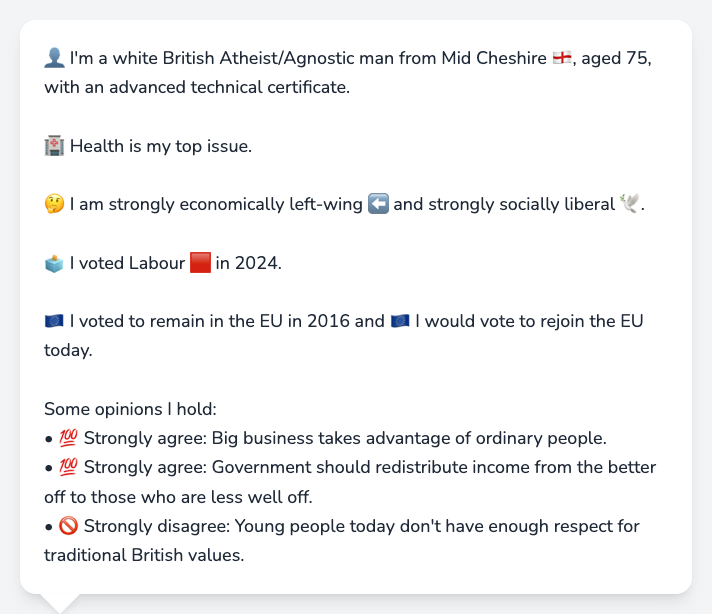 👤 I'm a white British Atheist/Agnostic man from Mid Cheshire 🏴󠁧󠁢󠁥󠁮󠁧󠁿, aged 75,
with an advanced technical certificate.
🏥 Health is my top issue.
🤔 I am strongly economically left-wing ⬅️ and strongly socially liberal 🕊️.
🗳️ I voted Labour 🟥 in 2024.
🇪🇺 I voted to remain in the EU in 2016 and 🇪🇺 I would vote to rejoin the EU
today.
Some opinions I hold:
• 💯 Strongly agree: Big business takes advantage of ordinary people.
• 💯 Strongly agree: Government should redistribute income from the better
off to those who are less well off.
• 🚫 Strongly disagree: Young people today don't have enough respect for
traditional British values.